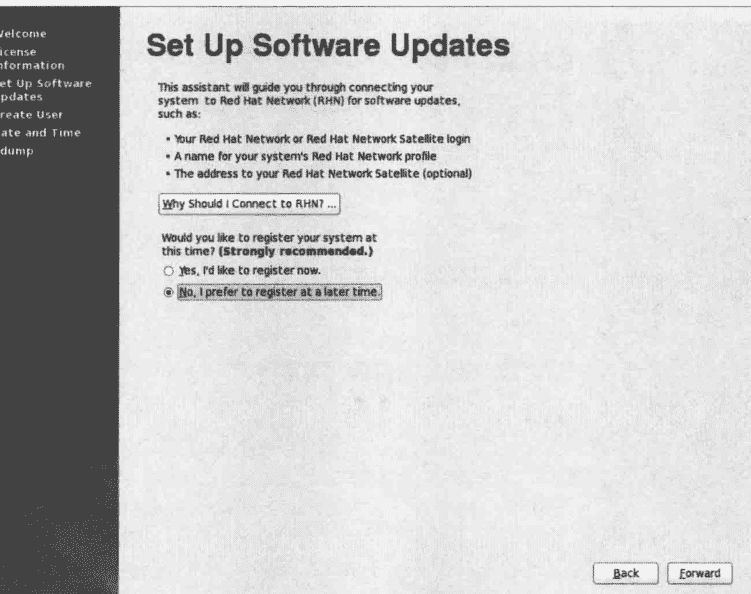 Welcome
License
Information
Set Up Software
Updates
Create User
Date and Time
Kdump
Set Up Software Updates
This assistant will guide you through connecting your
system to Red Hat Network (RHN) for software updates,
such as:
• Your Red Hat Network or Red Hat Network Satellite login
• A name for your system's Red Hat Network profile
• The address to your Red Hat Network Satellite (optional)
Why Should I Connect to RHN? ...
Would you like to register your system at
this time? (Strongly recommended.)
Yes, I'd like to register now.
No, I prefer to register at a later time.
Back
Forward